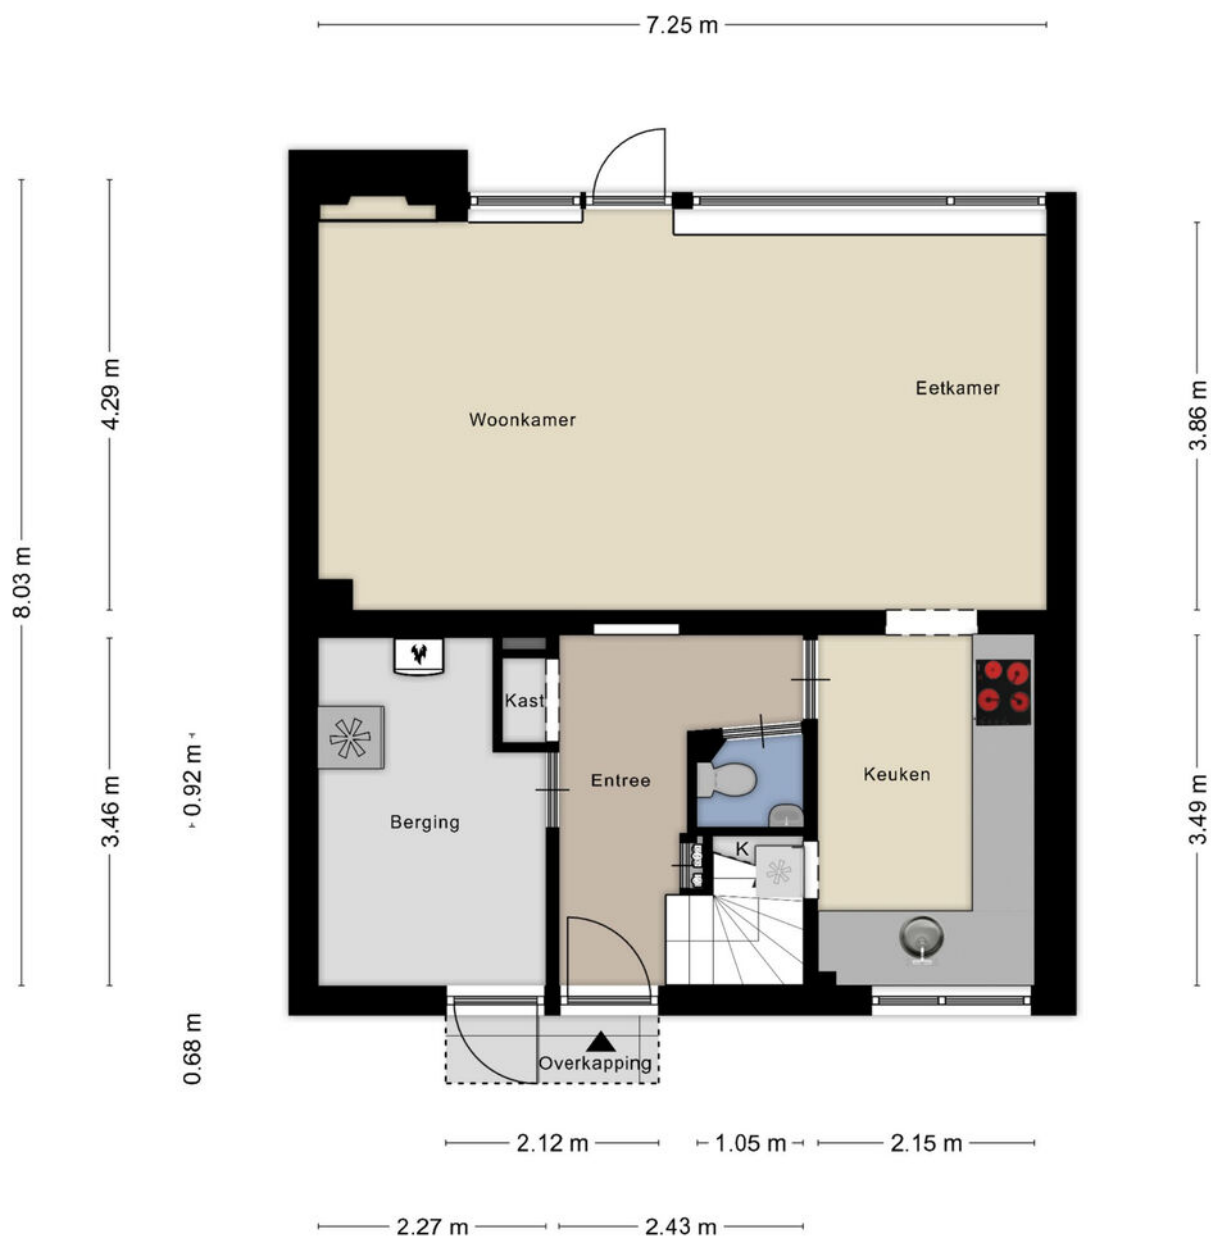 7.25 m
4.29 m
8.03 m
3.86 m
Eetkamer
Woonkamer
Kast
Entree
Keuken
0.92 m
3.46 m
3.49 m
Berging
K
0.68 m
Overkapping
2.12 m
1.05 m
2.15 m
2.27 m
2.43 m